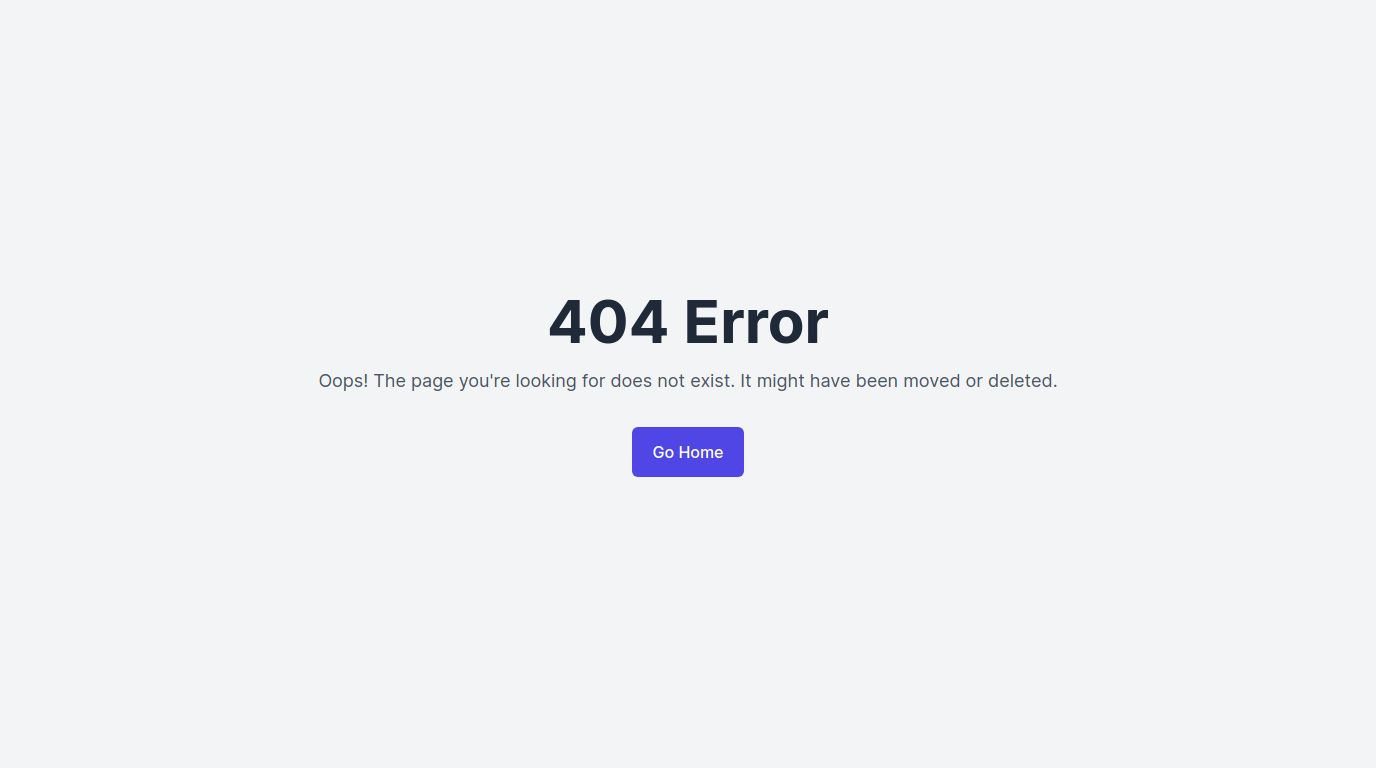 404 Error
Oops! The page you're looking for does not exist. It might have been moved or deleted.
Go Home